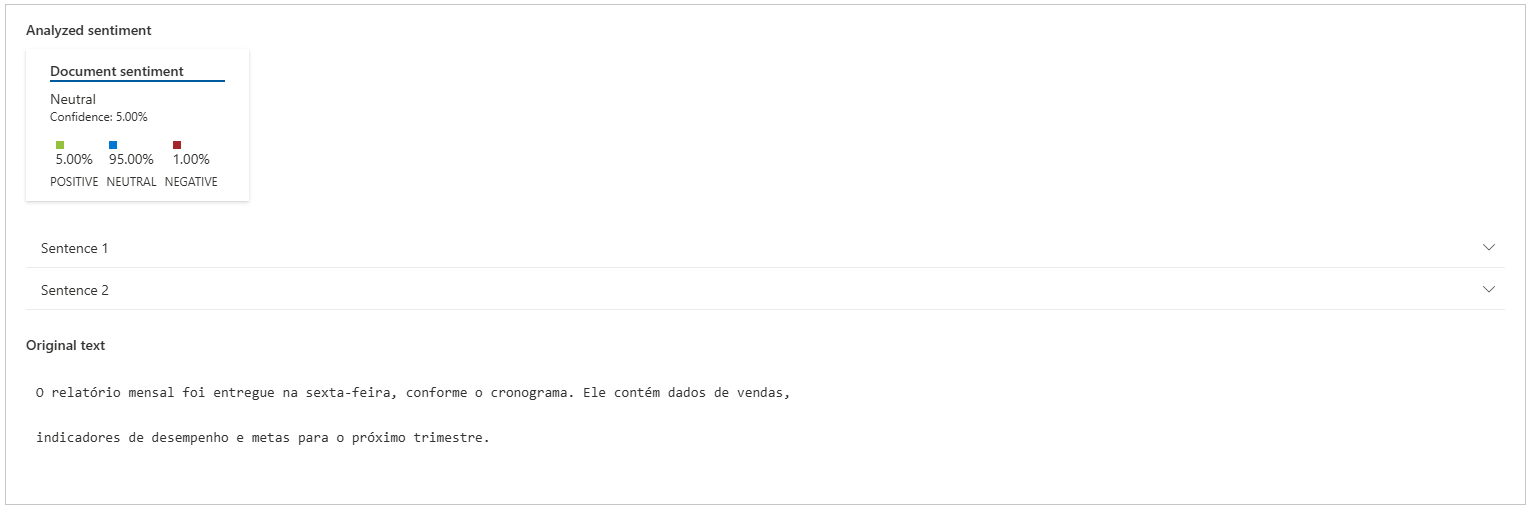 Analyzed sentiment
Document sentiment
Neutral
Confidence: 5.00%
5.00% 95.00% 1.00%
POSITIVE NEUTRAL NEGATIVE
Sentence 1
Sentence 2
Original text
O relatório mensal foi entregue na sexta-feira, conforme o cronograma. Ele contém dados de vendas,
indicadores de desempenho e metas para o próximo trimestre.